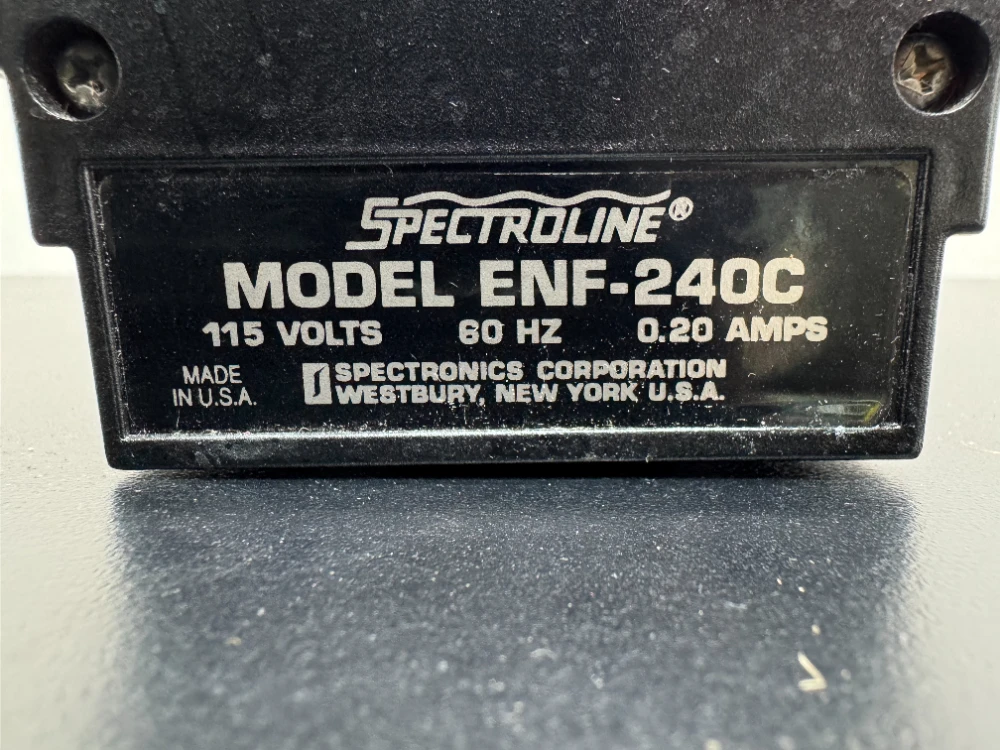 SPECTROLINE®
MODEL ENF-240C
115 VOLTS 60 HZ 0.20 AMPS
MADE
IN U.S.A.
SPECTRONICS CORPORATION
WESTBURY, NEW YORK U.S.A.